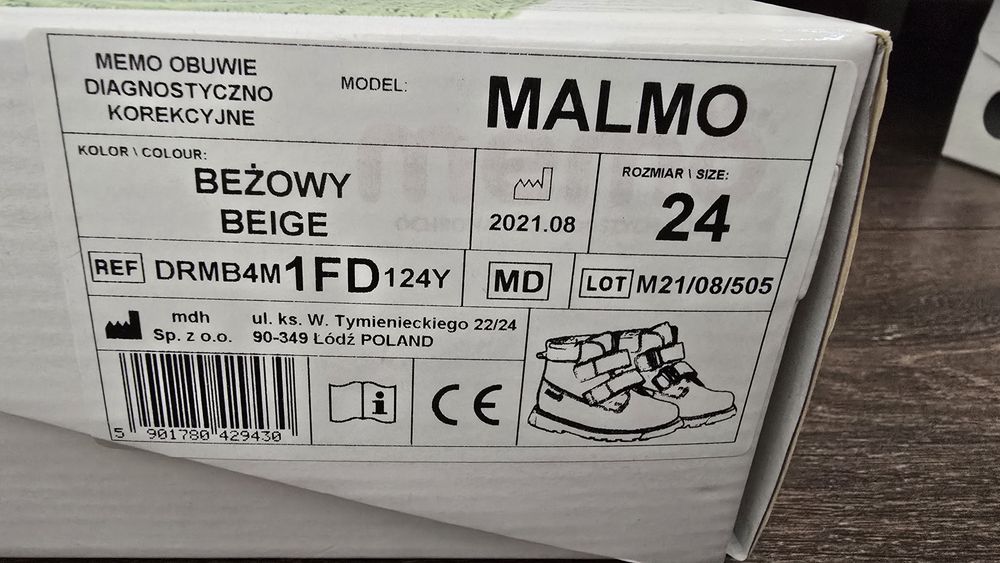 MEMO OBUWIE
DIAGNOSTYCZNO
KOREKCYJNE
MODEL:
MALMO
KOLOR \ COLOUR:
BEŻOWY
BEIGE
2021.08
ROZMIAR \ SIZE:
24
REF DRMB4M1FD124Y
MD
LOT M21/08/505
mdh
Sp. z o.o.
ul. ks. W. Tymienieckiego 22/24
90-349 Łódź POLAND
5 901780 429430
i
CE